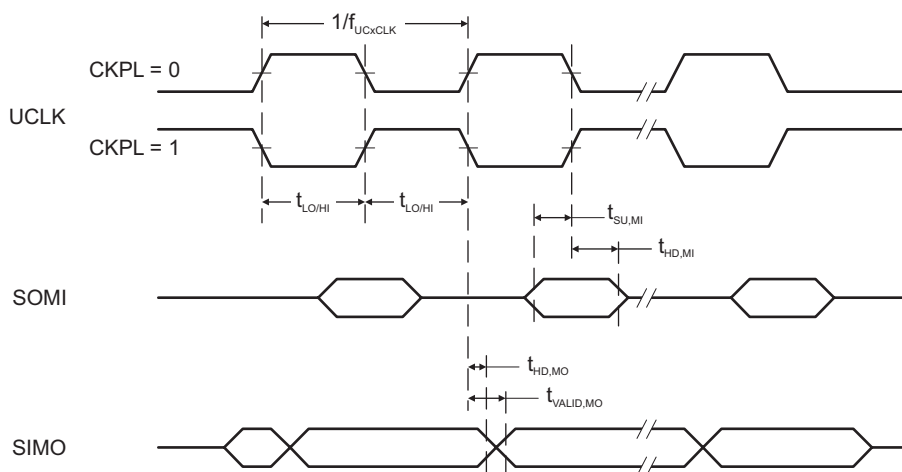 1/fUCxCLK
CKPL = 0
UCLK
CKPL = 1
tLO/HI tLO/HI
tSU,MI
tHD,MI
SOMI
tHD,MO
tVALID,MO
SIMO